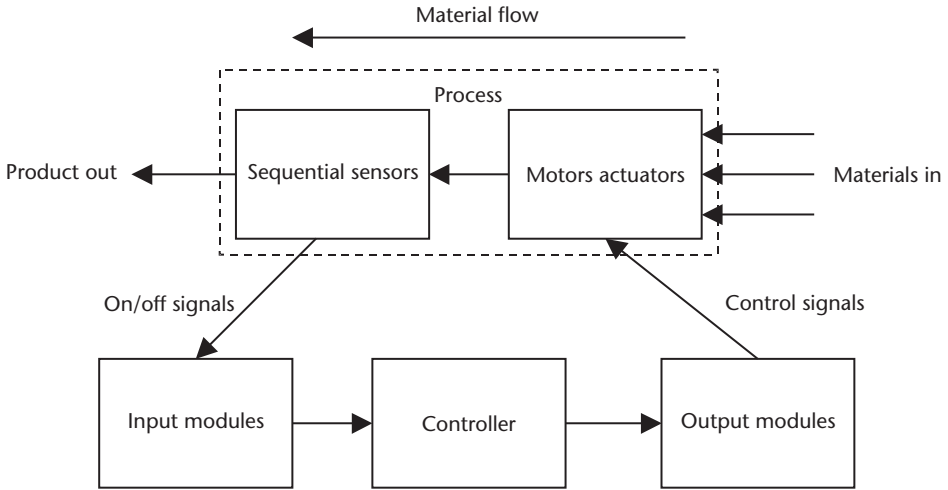 Material flow
Process
Product out
Sequential sensors
Motors actuators
Materials in
On/off signals
Control signals
Input modules
Controller
Output modules